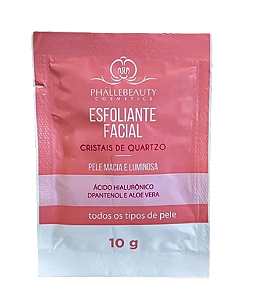 PHÁLLEBEAUTY
COSMETICS
ESFOLIANTE
FACIAL
CRISTAIS DE QUARTZO
PELE MACIA E LUMINOSA
ÁCIDO HIALURÔNICO
DPANTENOL E ALOE VERA
todos os tipos de pele
10 g